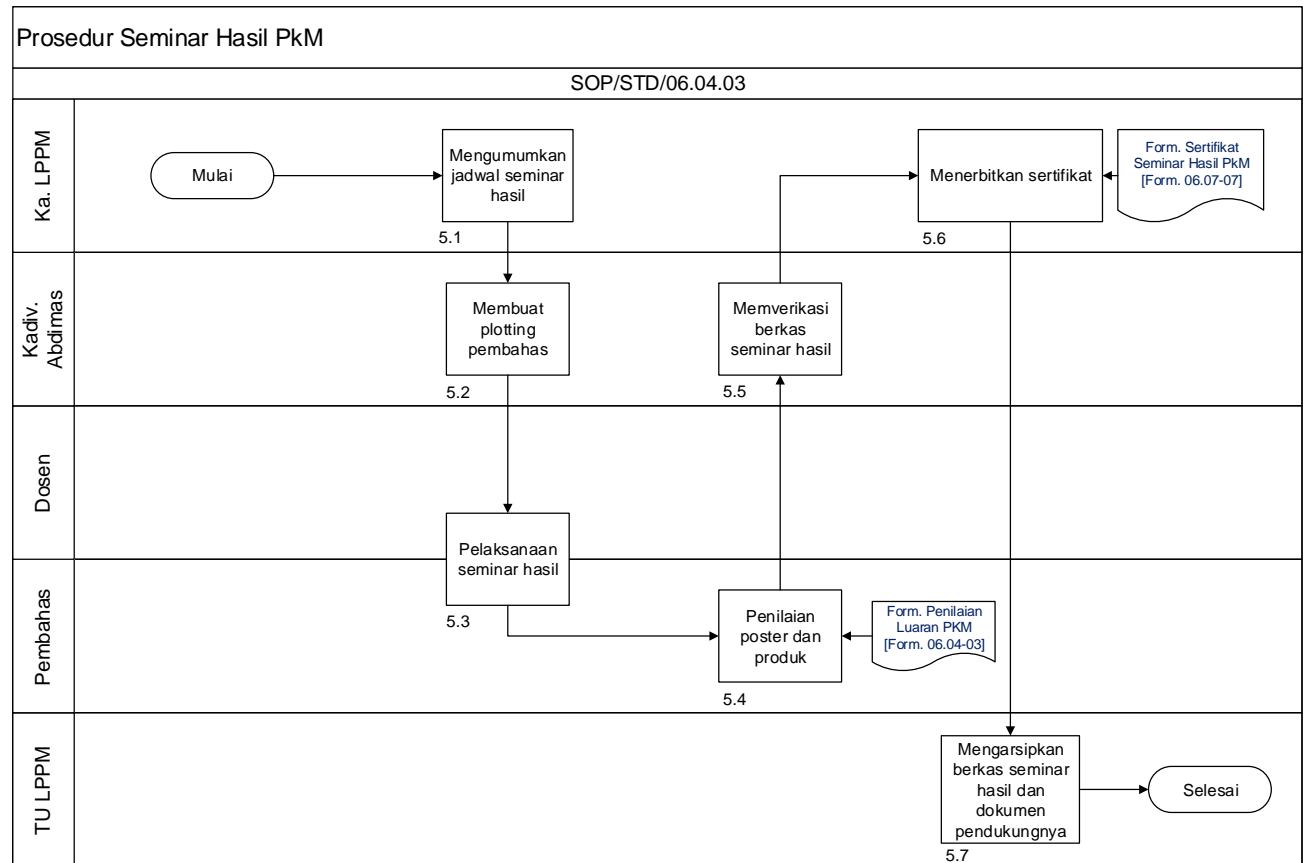 Prosedur Seminar Hasil PkM
SOP/STD/06.04.03
Ka. LPPM
Mulai
Mengumumkan
jadwal seminar
hasil
5.1
Menerbitkan sertifikat
5.6
Form. Sertifikat
Seminar Hasil PkM
[Form. 06.07-07]
Kadiv.
Abdimas
Membuat
plotting
pembahas
5.2
Memverikasi
berkas
seminar hasil
5.5
Dosen
Pelaksanaan
seminar hasil
5.3
Pembahas
Penilaian
poster dan
produk
5.4
Form. Penilaian
Luaran PKM
[Form. 06.04-03]
TU LPPM
Mengarsipkan
berkas seminar
hasil dan
dokumen
pendukungnya
5.7
Selesai